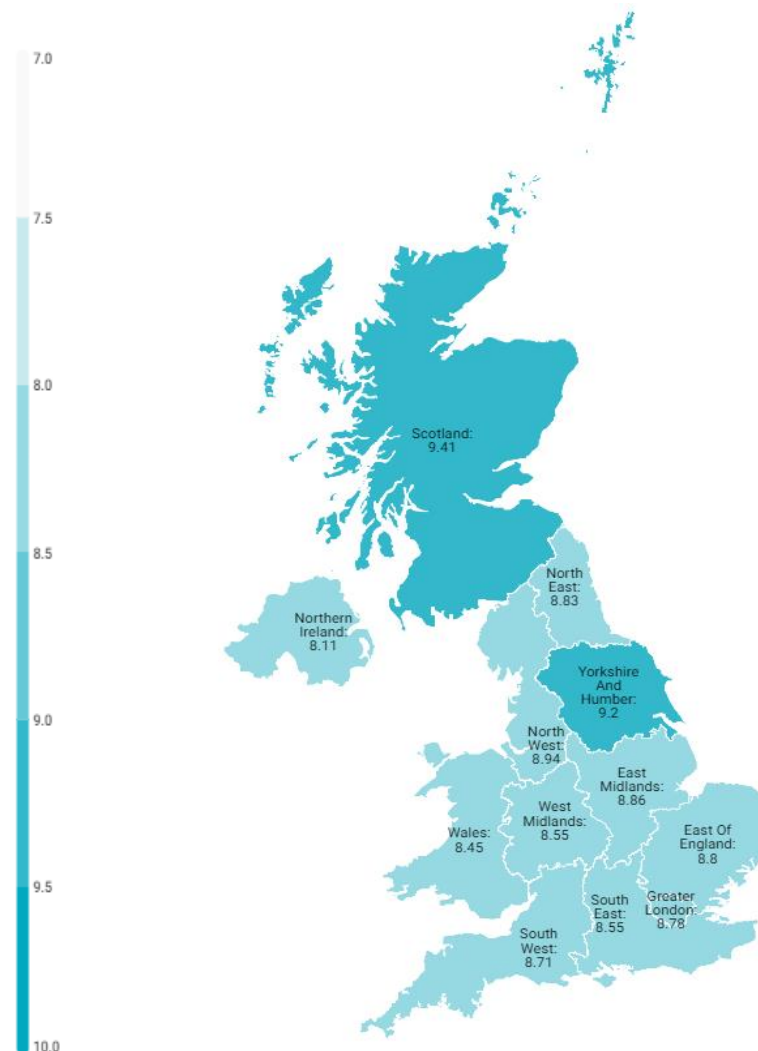 7.0
7.5
8.0
8.5
9.0
9.5
10.0
Scotland:
9.41
North
East:
8.83
Northern
Ireland:
8.11
Yorkshire
And
Humber:
9.2
North
West:
8.94
East
Midlands:
8.86
West
Midlands:
8.55
Wales:
8.45
East Of
England:
8.8
Greater
London:
8.78
South
East:
8.55
South
West:
8.71